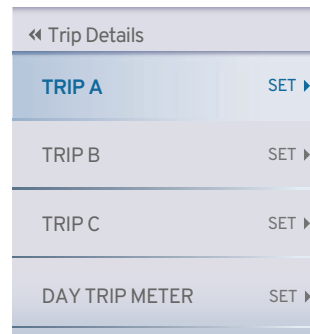 Trip Details
TRIP A SET
TRIP B SET
TRIP C SET
DAY TRIP METER SET